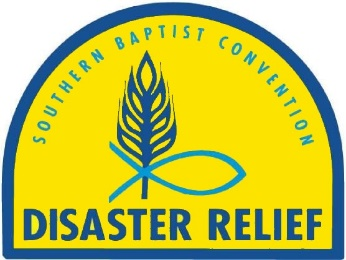 SOUTHERN BAPTIST CONVENTION
DISASTER RELIEF